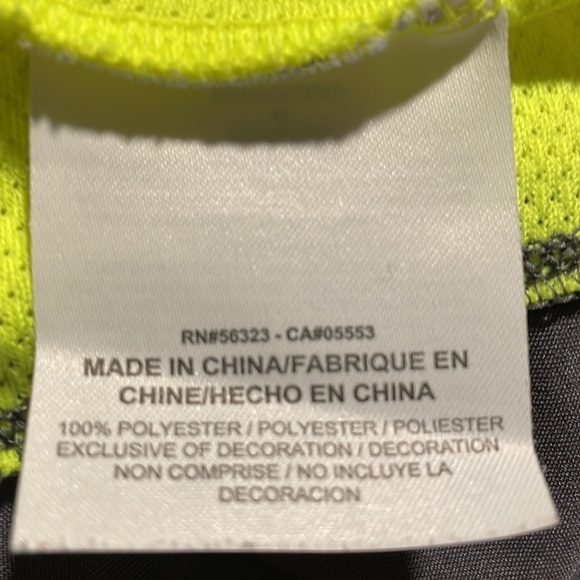 RN#56323 - CA#05553
MADE IN CHINA/FABRIQUE EN
CHINE/HECHO EN CHINA
100% POLYESTER / POLYESTER / POLIESTER
EXCLUSIVE OF DECORATION / DECORATION
NON COMPRISE / NO INCLUYE LA
DECORACION